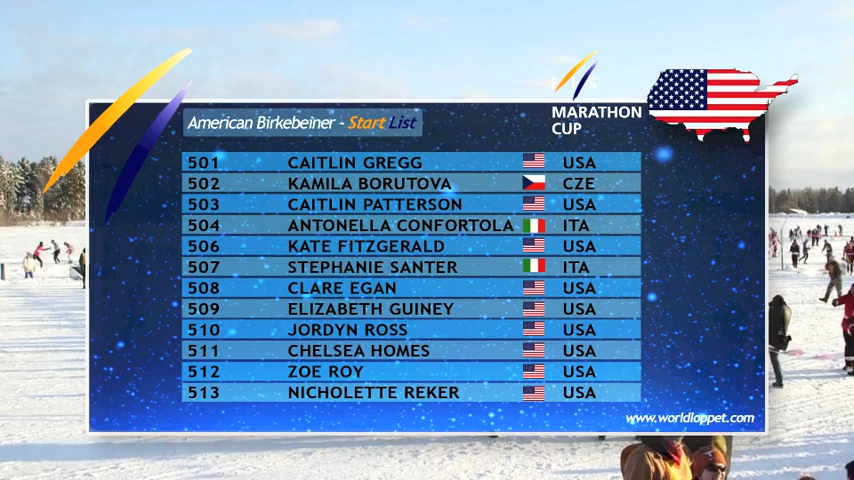 FIS
MARATHON
CUP
American Birkebeiner - Start List
501 CAITLIN GREGG USA
502 KAMILA BORUTOVA CZE
503 CAITLIN PATTERSON USA
504 ANTONELLA CONFORTOLA ITA
506 KATE FITZGERALD USA
507 STEPHANIE SANTER ITA
508 CLARE EGAN USA
509 ELIZABETH GUINEY USA
510 JORDYN ROSS USA
511 CHELSEA HOMES USA
512 ZOE ROY USA
513 NICHOLETTE REKER USA
www.worldloppet.com